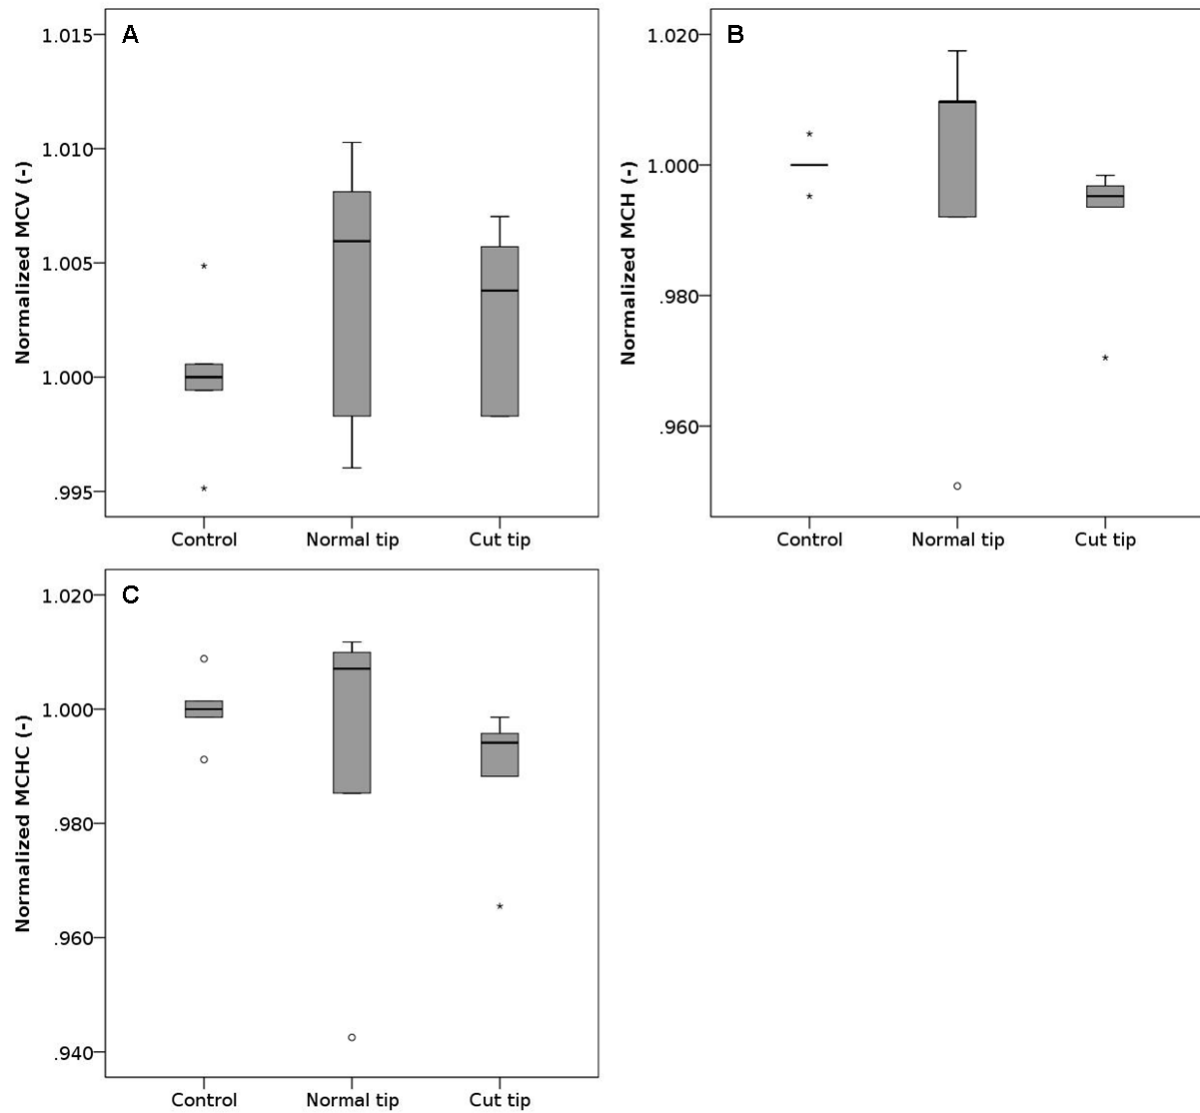 A
Normalized MCV (-)
1.015
1.010
1.005
1.000
.995
Control Normal tip Cut tip
B
Normalized MCH (-)
1.020
1.000
.980
.960
Control Normal tip Cut tip
C
Normalized MCHC (-)
1.020
1.000
.980
.960
.940
Control Normal tip Cut tip